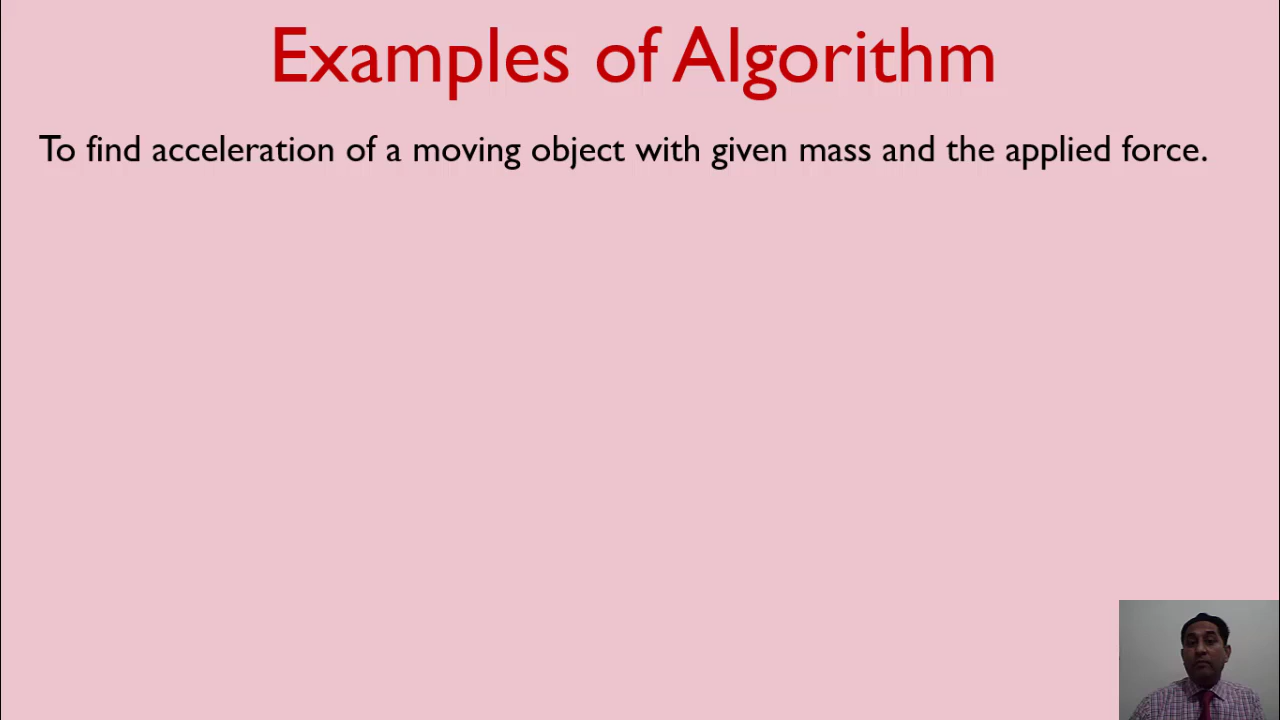 Examples of Algorithm
To find acceleration of a moving object with given mass and the applied force.